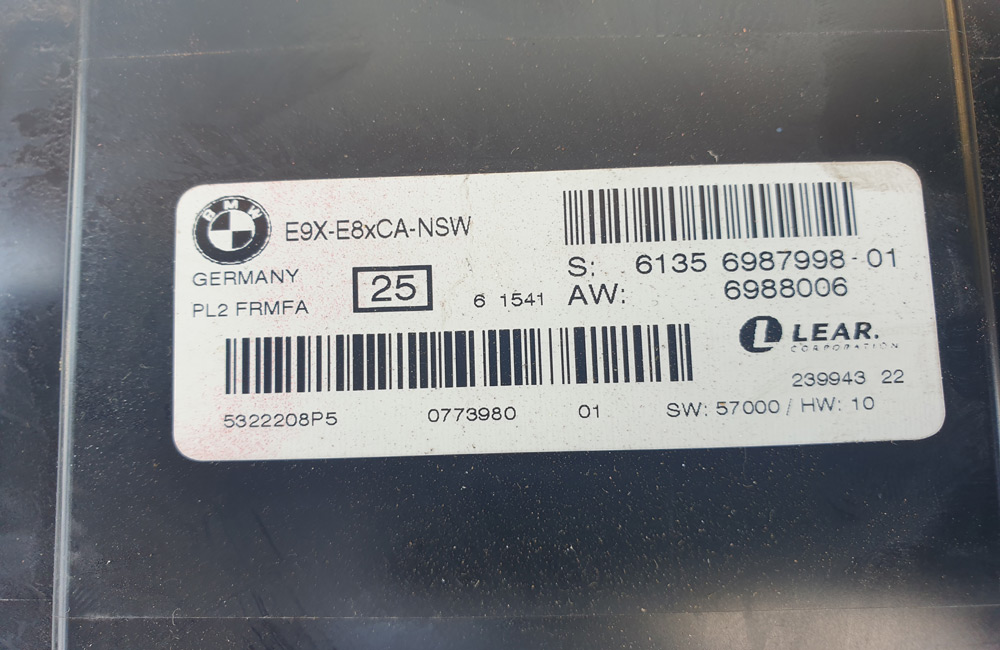 BMW
E9X-E8xCA-NSW
GERMANY
PL2 FRMFA
25
6 1541
S: 6135 6987998-01
AW: 6988006
LEAR.
CORPORATION
239943 22
5322208P5 0773980 01 SW: 57000 / HW: 10